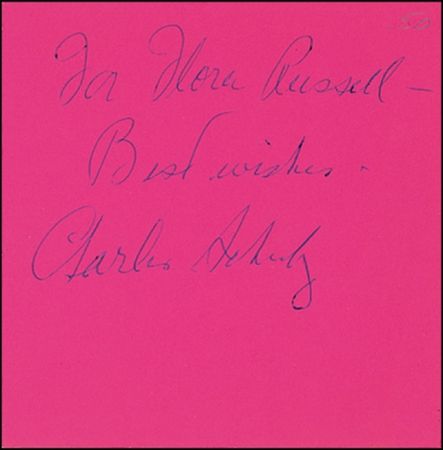 For Flora Russell –
Best wishes –
Charles Schulz